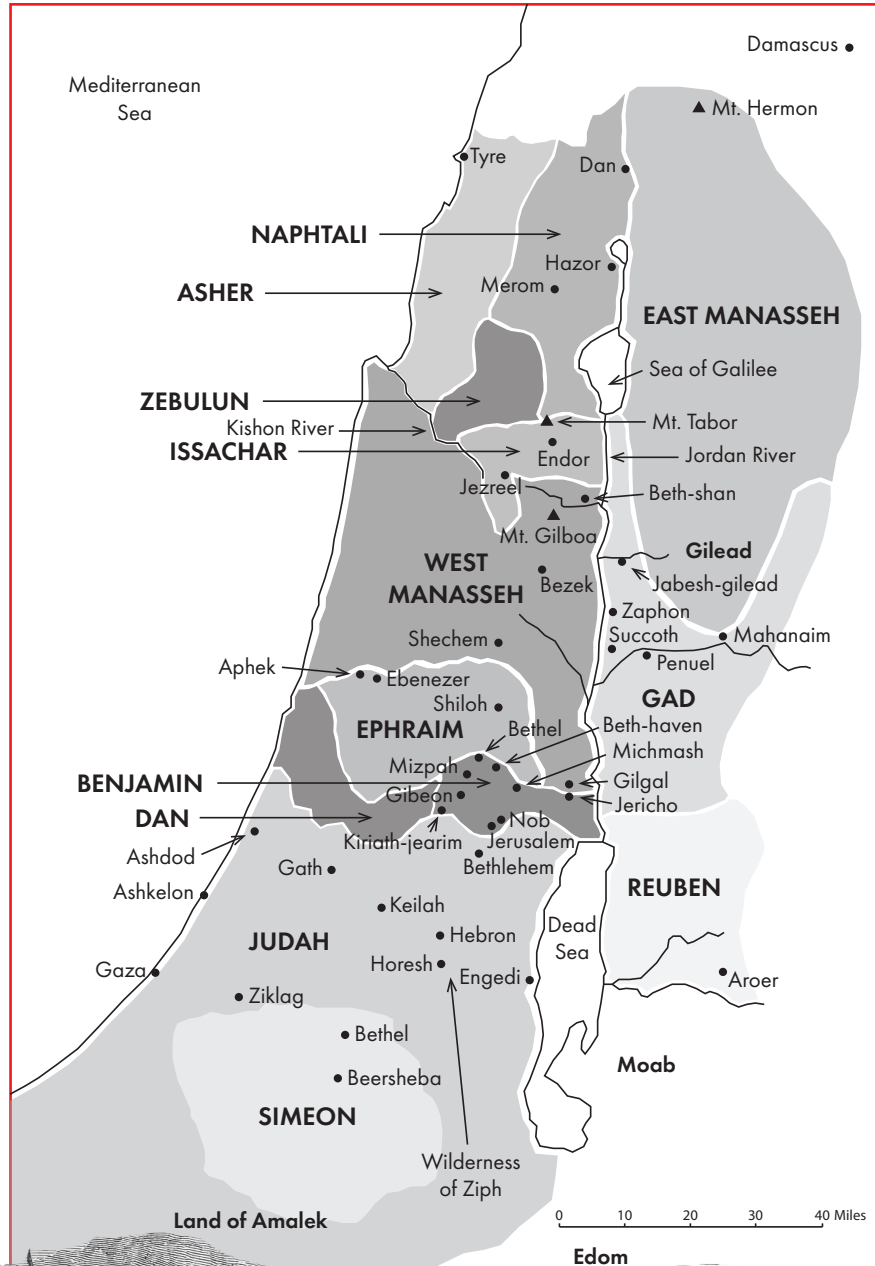 Damascus
Mediterranean
Sea
Mt. Hermon
Tyre
Dan
NAPHTALI
Hazor
Merom
ASHER
EAST MANASSEH
Sea of Galilee
ZEBULUN
Kishon River
Mt. Tabor
ISSACHAR
Endor
Jordan River
Jezreel
Beth-shan
Mt. Gilboa
Gilead
WEST
MANASSEH
Bezek
Jabesh-gilead
Zaphon
Shechem
Succoth
Mahanaim
Penuel
Aphek
Ebenezer
Shiloh
GAD
EPHRAIM
Bethel
Beth-haven
Michmash
Mizpah
BENJAMIN
Gibeon
Gilgal
Jericho
DAN
Nob
Kiriath-jearim
Jerusalem
Ashdod
Bethlehem
Gath
Ashkelon
REUBEN
Keilah
Dead
Sea
JUDAH
Hebron
Horesh
Gaza
Engedi
Aroer
Ziklag
Bethel
Moab
Beersheba
SIMEON
Wilderness
of Ziph
Land of Amalek
0 10 20 30 40 Miles
Edom